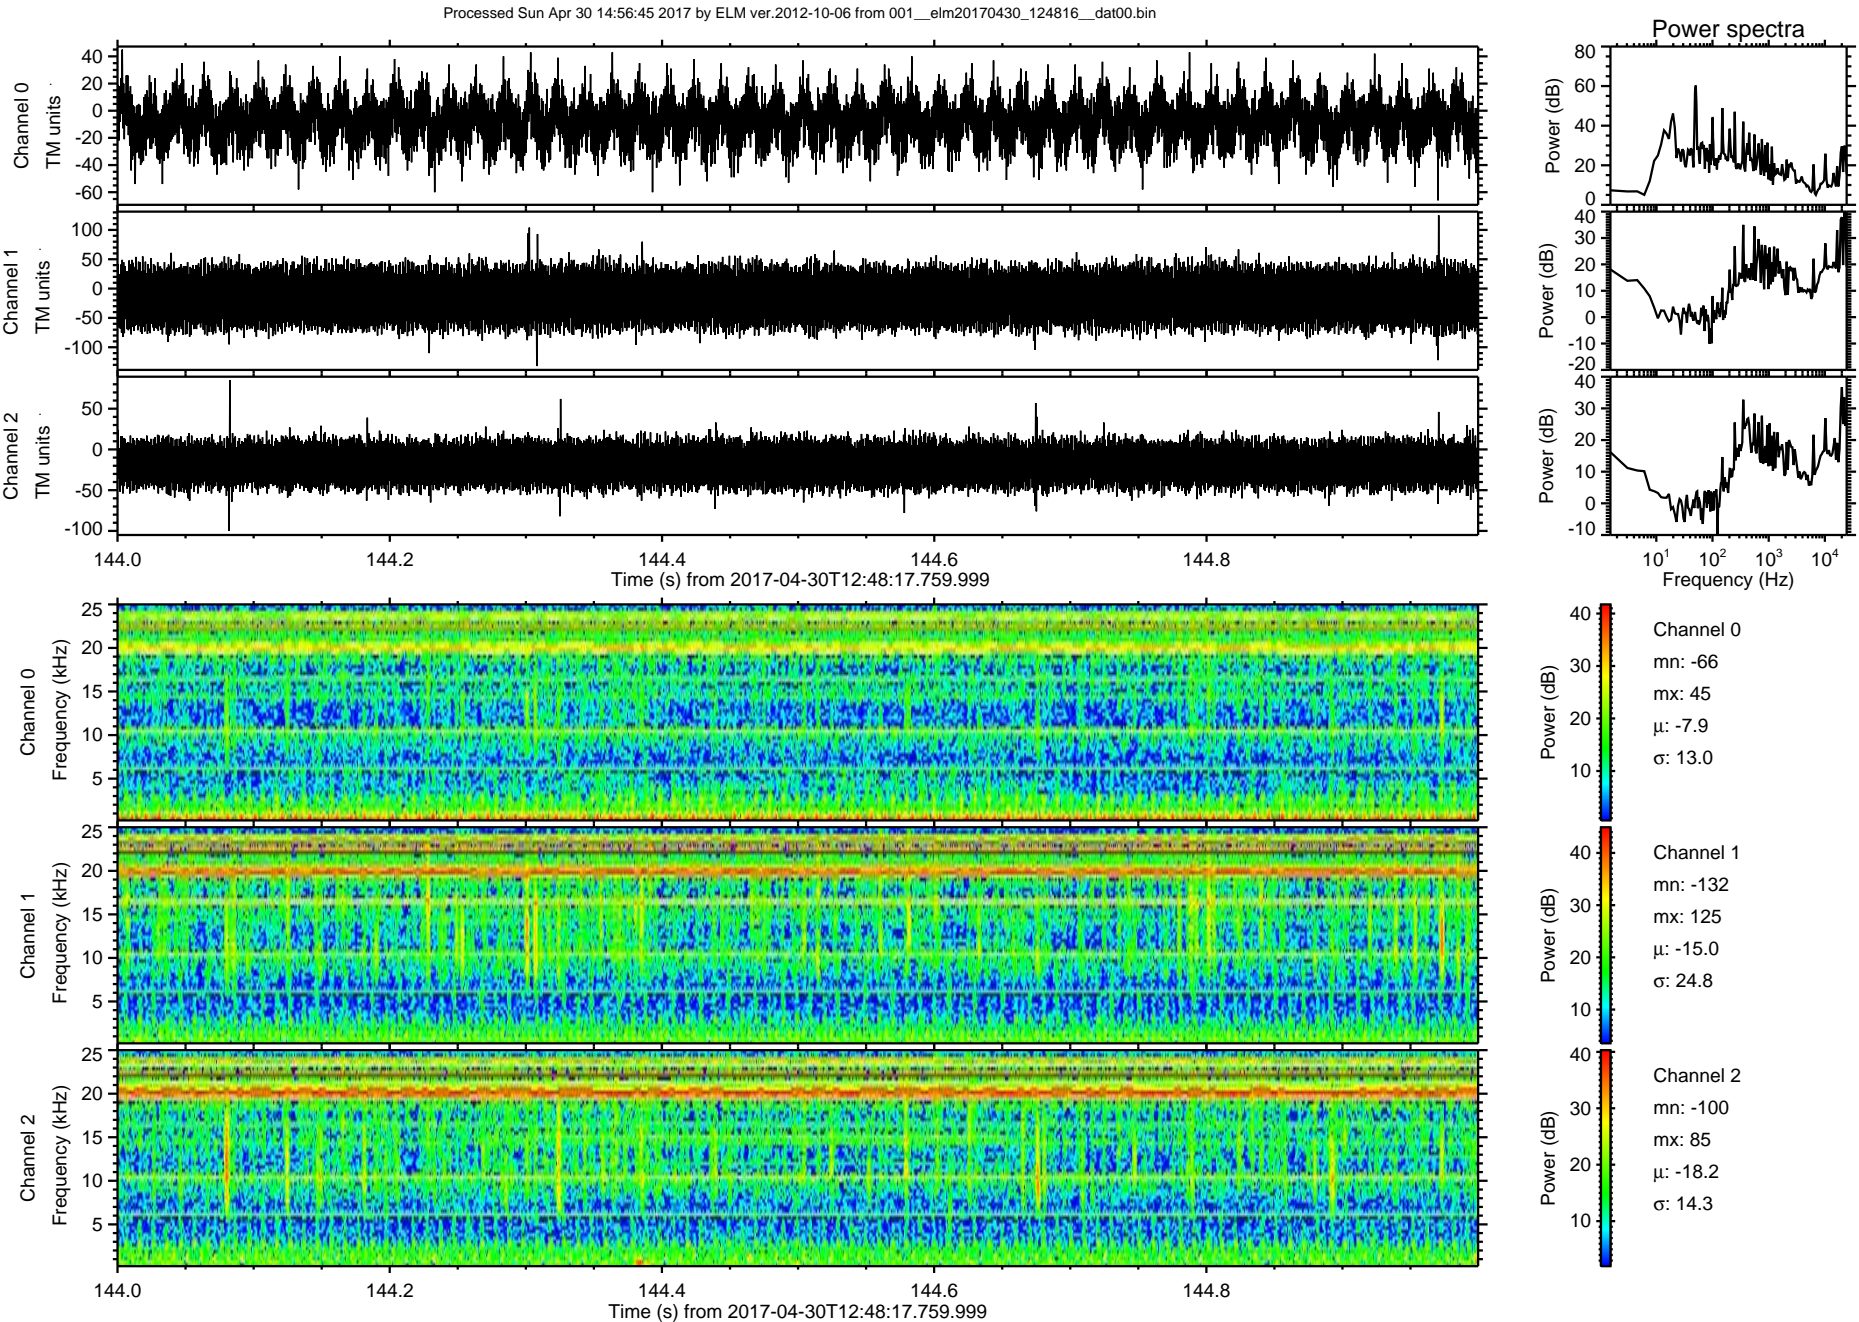 Processed Sun Apr 30 14:56:45 2017 by ELM ver.2012-10-06 from 001__elm20170430_124816__dat00.bin
Power spectra
Channel 0
TM units
40
20
0
-20
-40
-60
Power (dB)
80
60
40
20
0
Channel 1
TM units
100
50
0
-50
-100
Power (dB)
40
30
20
10
0
-10
-20
Channel 2
TM units
50
0
-50
-100
Power (dB)
40
30
20
10
0
-10
144.0 144.2 144.4 144.6 144.8
Time (s) from 2017-04-30T12:48:17.759.999
10^1 10^2 10^3 10^4
Frequency (Hz)
Channel 0
Frequency (kHz)
25
20
15
10
5
Power (dB)
40
30
20
10
Channel 0
mn: -66
mx: 45
μ: -7.9
σ: 13.0
Channel 1
Frequency (kHz)
25
20
15
10
5
Power (dB)
40
30
20
10
Channel 1
mn: -132
mx: 125
μ: -15.0
σ: 24.8
Channel 2
Frequency (kHz)
25
20
15
10
5
Power (dB)
40
30
20
10
Channel 2
mn: -100
mx: 85
μ: -18.2
σ: 14.3
144.0 144.2 144.4 144.6 144.8
Time (s) from 2017-04-30T12:48:17.759.999